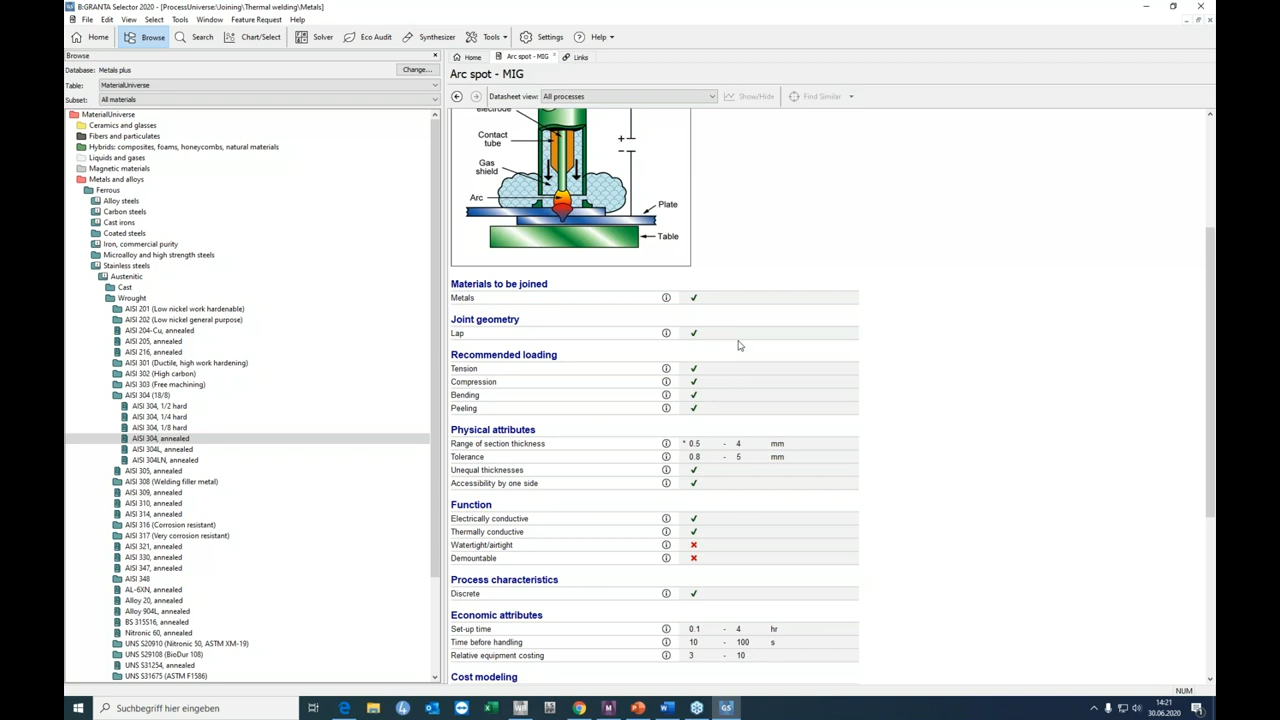 B:GRANTA Selector 2020 - [ProcessUniverse:\Joining\Thermal welding\Metals]
File Edit View Select Tools Window Feature Request Help
Home Browse Search Chart/Select Solver Eco Audit Synthesizer Tools Settings Help
Browse
Database: Metals plus Change...
Table: MaterialUniverse
Subset: All materials
MaterialUniverse
Ceramics and glasses
Fibers and particulates
Hybrids: composites, foams, honeycombs, natural materials
Liquids and gases
Magnetic materials
Metals and alloys
Ferrous
Alloy steels
Carbon steels
Cast irons
Coated steels
Iron, commercial purity
Microalloy and high strength steels
Stainless steels
Austenitic
Cast
Wrought
AISI 201 (Low nickel work hardenable)
AISI 202 (Low nickel general purpose)
AISI 204-Cu, annealed
AISI 205, annealed
AISI 216, annealed
AISI 301 (Ductile, high work hardening)
AISI 302 (High carbon)
AISI 303 (Free machining)
AISI 304 (18/8)
AISI 304, 1/2 hard
AISI 304, 1/4 hard
AISI 304, 1/8 hard
AISI 304, annealed
AISI 304L, annealed
AISI 304LN, annealed
AISI 305, annealed
AISI 308 (Welding filler metal)
AISI 309, annealed
AISI 310, annealed
AISI 314, annealed
AISI 316 (Corrosion resistant)
AISI 317 (Very corrosion resistant)
AISI 321, annealed
AISI 330, annealed
AISI 347, annealed
AISI 348
AL-6XN, annealed
Alloy 20, annealed
Alloy 904L, annealed
BS 315S16, annealed
Nitronic 60, annealed
UNS S20910 (Nitronic 50, ASTM XM-19)
UNS S29108 (BioDur 108)
UNS S31254, annealed
UNS S31675 (ASTM F1586)
Home Arc spot - MIG Links
Arc spot - MIG
Datasheet view: All processes Show/Hide Find Similar
electrode
Contact
tube
Gas
shield
Arc
+
−
Plate
Table
Materials to be joined
Metals ✔
Joint geometry
Lap ✔
Recommended loading
Tension ✔
Compression ✔
Bending ✔
Peeling ✔
Physical attributes
Range of section thickness * 0.5 - 4 mm
Tolerance 0.8 - 5 mm
Unequal thicknesses ✔
Accessibility by one side ✔
Function
Electrically conductive ✔
Thermally conductive ✔
Watertight/airtight ✖
Demountable ✖
Process characteristics
Discrete ✔
Economic attributes
Set-up time 0.1 - 4 hr
Time before handling 10 - 100 s
Relative equipment costing 3 - 10
Cost modeling
NUM
Suchbegriff hier eingeben
14:21
30.06.2020